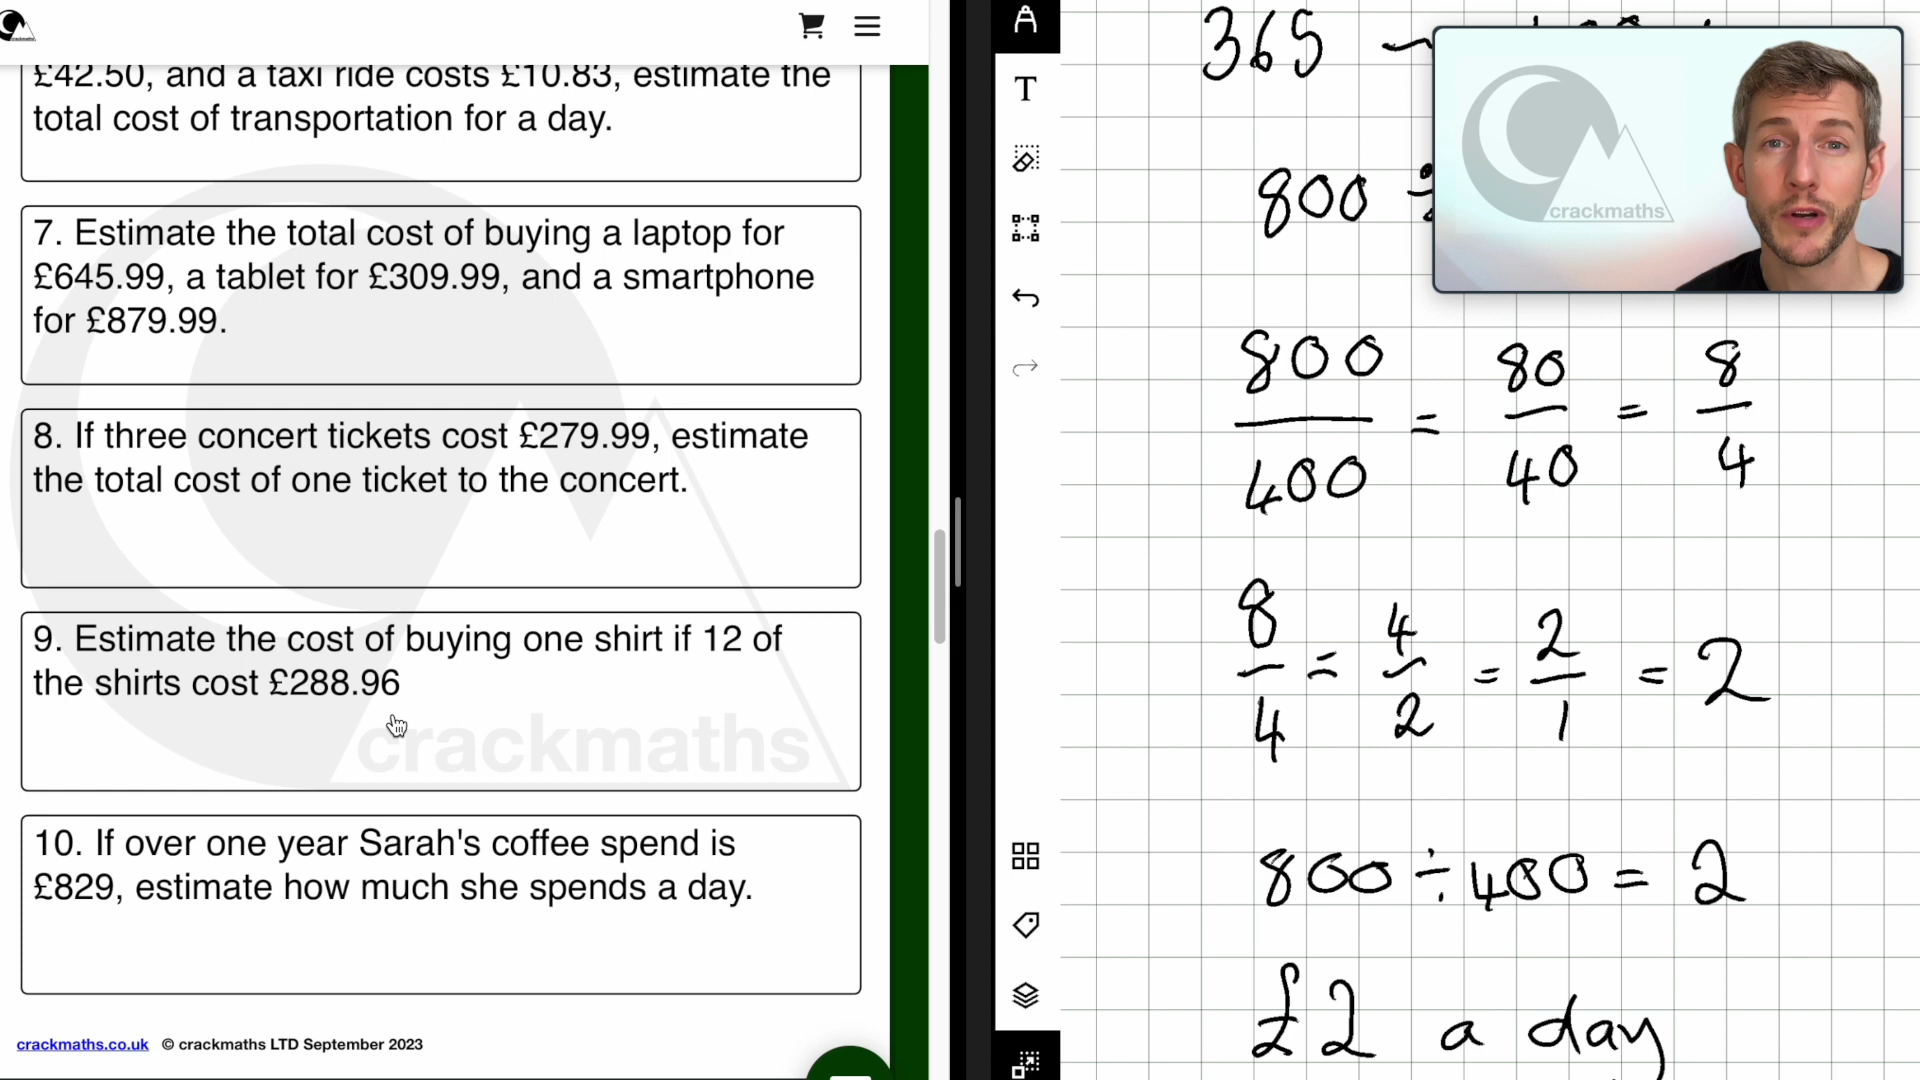 £42.50, and a taxi ride costs £10.83, estimate the
total cost of transportation for a day.
7. Estimate the total cost of buying a laptop for
£645.99, a tablet for £309.99, and a smartphone
for £879.99.
8. If three concert tickets cost £279.99, estimate
the total cost of one ticket to the concert.
9. Estimate the cost of buying one shirt if 12 of
the shirts cost £288.96
crackmaths
10. If over one year Sarah's coffee spend is
£829, estimate how much she spends a day.
crackmaths.co.uk © crackmaths LTD September 2023
T
365 ~
800 ÷
crackmaths
800/400 = 80/40 = 8/4
8/4 = 4/2 = 2/1 = 2
800 ÷ 400 = 2
£2 a day